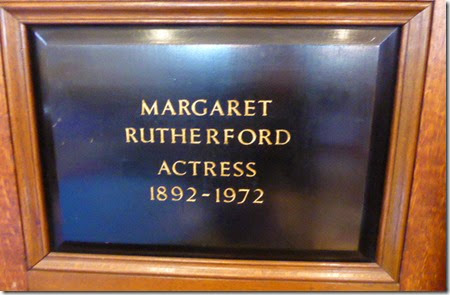 MARGARET
RUTHERFORD
ACTRESS
1892-1972